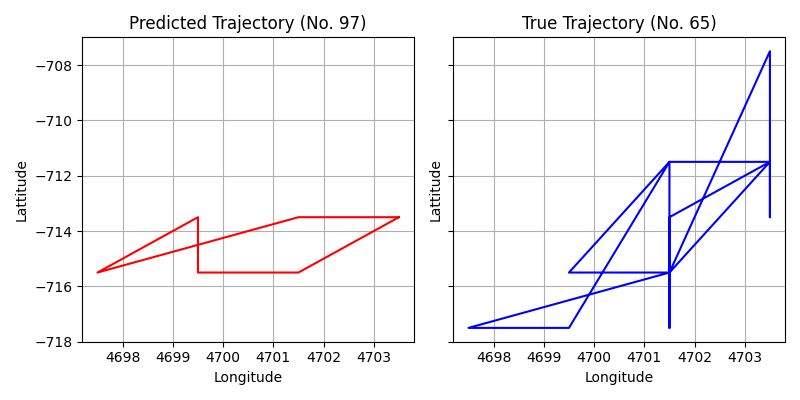 Predicted Trajectory (No. 97)
Lattitude
−708
−710
−712
−714
−716
−718
4698 4699 4700 4701 4702 4703
Longitude
True Trajectory (No. 65)
Lattitude
4698 4699 4700 4701 4702 4703
Longitude